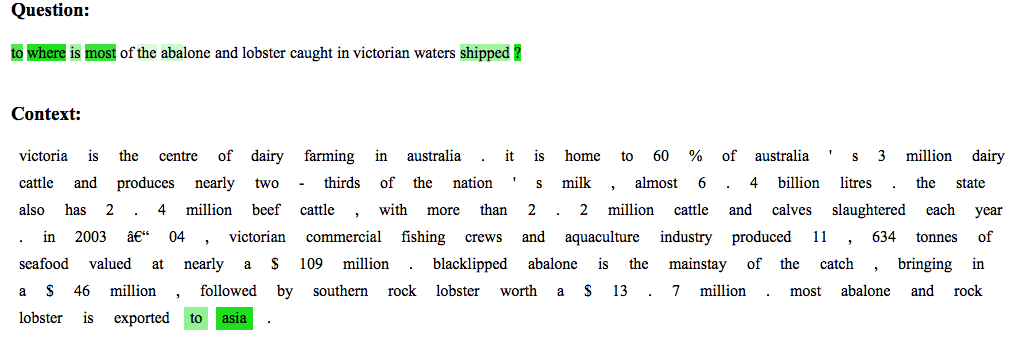 Question:
to where is most of the abalone and lobster caught in victorian waters shipped ?
Context:
victoria is the centre of dairy farming in australia . it is home to 60 % of australia ' s 3 million dairy
cattle and produces nearly two - thirds of the nation ' s milk , almost 6 . 4 billion litres . the state
also has 2 . 4 million beef cattle , with more than 2 . 2 million cattle and calves slaughtered each year
. in 2003 â€“ 04 , victorian commercial fishing crews and aquaculture industry produced 11 , 634 tonnes of
seafood valued at nearly a $ 109 million . blacklipped abalone is the mainstay of the catch , bringing in
a $ 46 million , followed by southern rock lobster worth a $ 13 . 7 million . most abalone and rock
lobster is exported to asia .